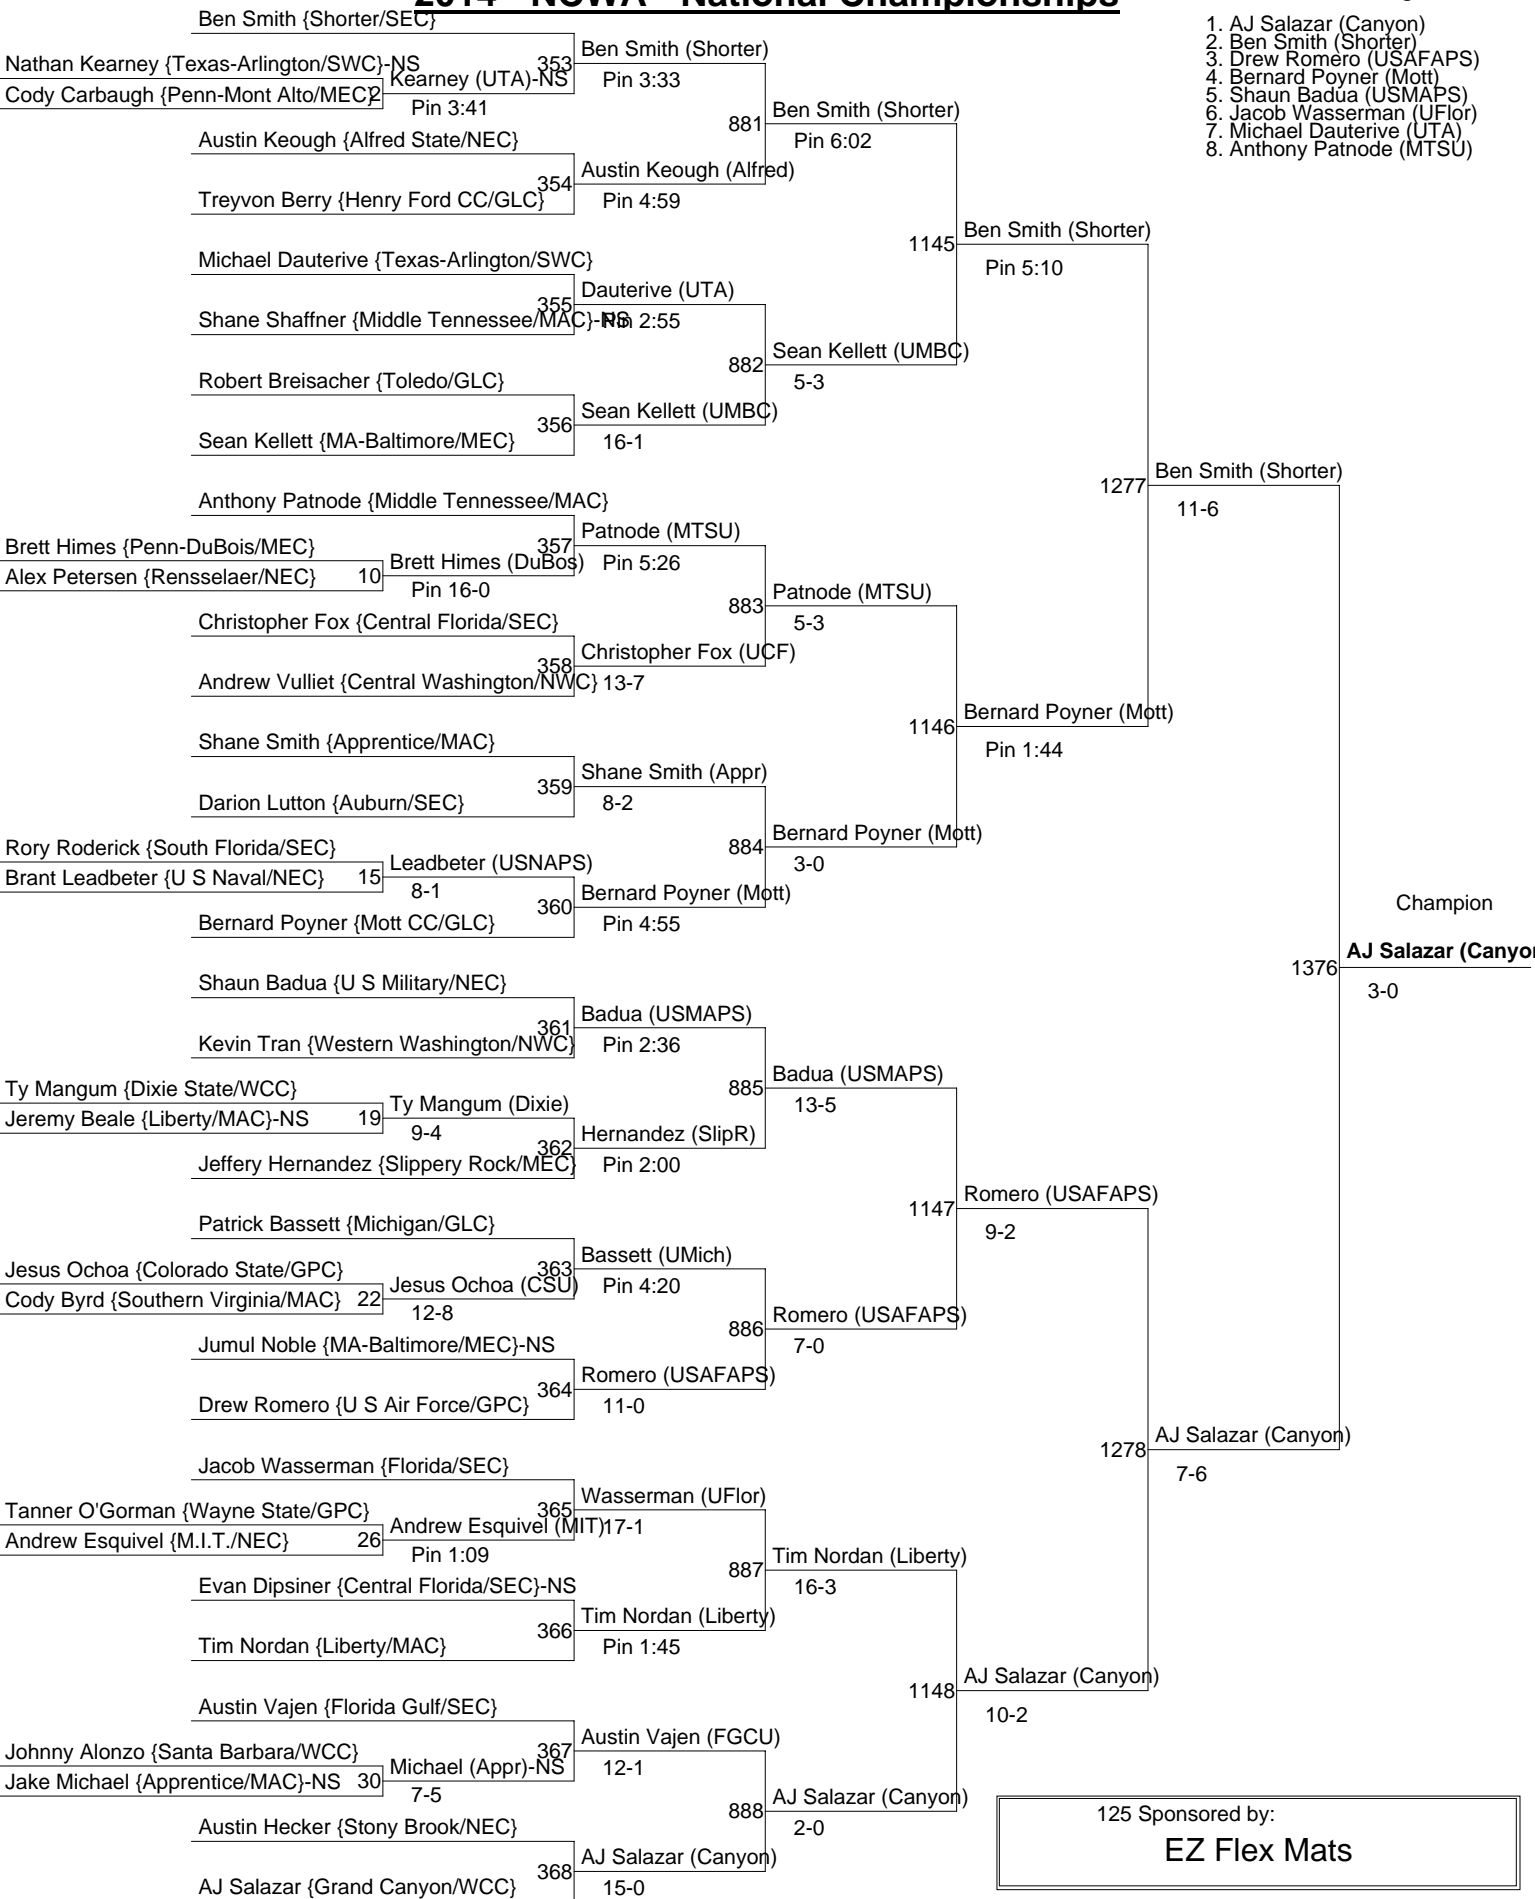 2014 - NCWA - National Championships
1. AJ Salazar (Canyon)
2. Ben Smith (Shorter)
3. Drew Romero (USAFAPS)
4. Bernard Poyner (Mott)
5. Shaun Badua (USMAPS)
6. Jacob Wasserman (UFlor)
7. Michael Dauterive (UTA)
8. Anthony Patnode (MTSU)
Ben Smith {Shorter/SEC}
353 Ben Smith (Shorter)
Pin 3:33
Nathan Kearney {Texas-Arlington/SWC}-NS
Cody Carbaugh {Penn-Mont Alto/MEC} 2
Kearney (UTA)-NS
Pin 3:41
881 Ben Smith (Shorter)
Pin 6:02
Austin Keough {Alfred State/NEC}
354 Austin Keough (Alfred)
Pin 4:59
Treyvon Berry {Henry Ford CC/GLC}
1145 Ben Smith (Shorter)
Pin 5:10
Michael Dauterive {Texas-Arlington/SWC}
355 Dauterive (UTA)
Pin 2:55
Shane Shaffner {Middle Tennessee/MAC}-NS
882 Sean Kellett (UMBC)
5-3
Robert Breisacher {Toledo/GLC}
356 Sean Kellett (UMBC)
16-1
Sean Kellett {MA-Baltimore/MEC}
1277 Ben Smith (Shorter)
11-6
Anthony Patnode {Middle Tennessee/MAC}
357 Patnode (MTSU)
Pin 5:26
Brett Himes {Penn-DuBois/MEC}
Alex Petersen {Rensselaer/NEC} 10
Brett Himes (DuBos)
Pin 16-0
883 Patnode (MTSU)
5-3
Christopher Fox {Central Florida/SEC}
358 Christopher Fox (UCF)
13-7
Andrew Vulliet {Central Washington/NWC}
1146 Bernard Poyner (Mott)
Pin 1:44
Shane Smith {Apprentice/MAC}
359 Shane Smith (Appr)
8-2
Darion Lutton {Auburn/SEC}
884 Bernard Poyner (Mott)
3-0
Rory Roderick {South Florida/SEC}
Brant Leadbeter {U S Naval/NEC} 15
Leadbeter (USNAPS)
8-1
360 Bernard Poyner (Mott)
Pin 4:55
Bernard Poyner {Mott CC/GLC}
Champion
1376 AJ Salazar (Canyon
3-0
Shaun Badua {U S Military/NEC}
361 Badua (USMAPS)
Pin 2:36
Kevin Tran {Western Washington/NWC}
885 Badua (USMAPS)
13-5
Ty Mangum {Dixie State/WCC}
Jeremy Beale {Liberty/MAC}-NS 19
Ty Mangum (Dixie)
9-4
362 Hernandez (SlipR)
Pin 2:00
Jeffery Hernandez {Slippery Rock/MEC}
1147 Romero (USAFAPS)
9-2
Patrick Bassett {Michigan/GLC}
363 Bassett (UMich)
Pin 4:20
Jesus Ochoa {Colorado State/GPC}
Cody Byrd {Southern Virginia/MAC} 22
Jesus Ochoa (CSU)
12-8
886 Romero (USAFAPS)
7-0
Jumul Noble {MA-Baltimore/MEC}-NS
364 Romero (USAFAPS)
11-0
Drew Romero {U S Air Force/GPC}
1278 AJ Salazar (Canyon)
7-6
Jacob Wasserman {Florida/SEC}
365 Wasserman (UFlor)
17-1
Tanner O'Gorman {Wayne State/GPC}
Andrew Esquivel {M.I.T./NEC} 26
Andrew Esquivel (MIT)
Pin 1:09
887 Tim Nordan (Liberty)
16-3
Evan Dipsiner {Central Florida/SEC}-NS
366 Tim Nordan (Liberty)
Pin 1:45
Tim Nordan {Liberty/MAC}
1148 AJ Salazar (Canyon)
10-2
Austin Vajen {Florida Gulf/SEC}
367 Austin Vajen (FGCU)
12-1
Johnny Alonzo {Santa Barbara/WCC}
Jake Michael {Apprentice/MAC}-NS 30
Michael (Appr)-NS
7-5
888 AJ Salazar (Canyon)
2-0
Austin Hecker {Stony Brook/NEC}
368 AJ Salazar (Canyon)
15-0
AJ Salazar {Grand Canyon/WCC}
125 Sponsored by:
EZ Flex Mats